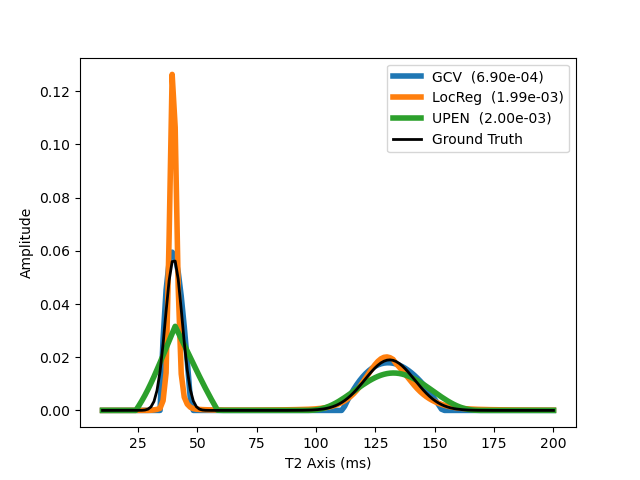 GCV (6.90e-04)
LocReg (1.99e-03)
UPEN (2.00e-03)
Ground Truth
0.12
0.10
0.08
0.06
0.04
0.02
0.00
Amplitude
25 50 75 100 125 150 175 200
T2 Axis (ms)